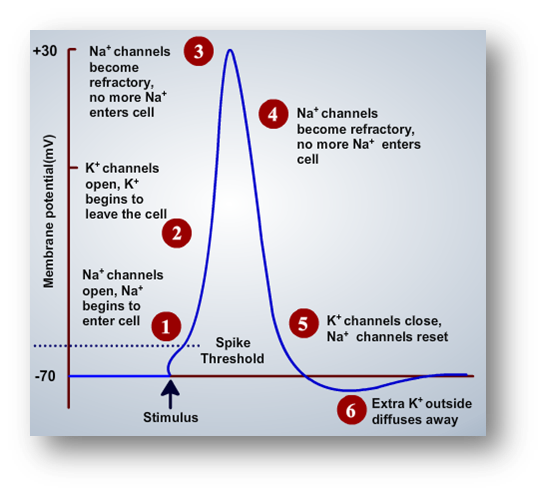 +30
Na+ channels
become
refractory,
no more Na+
enters cell
3
4
Na+ channels
become refractory,
no more Na+ enters
cell
Membrane potential(mV)
K+ channels
open, K+
begins to
leave the cell
2
Na+ channels
open, Na+
begins to
enter cell
1
Spike
Threshold
5
K+ channels close,
Na+ channels reset
-70
Stimulus
6
Extra K+ outside
diffuses away